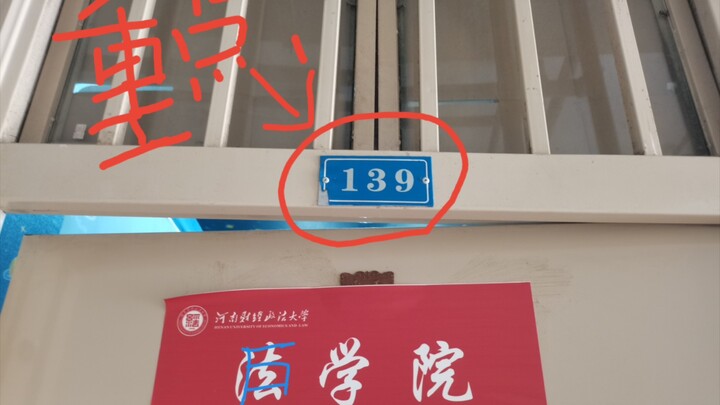 重点
139
河南财经政法大学
HENAN UNIVERSITY OF ECONOMICS AND LAW
法学院